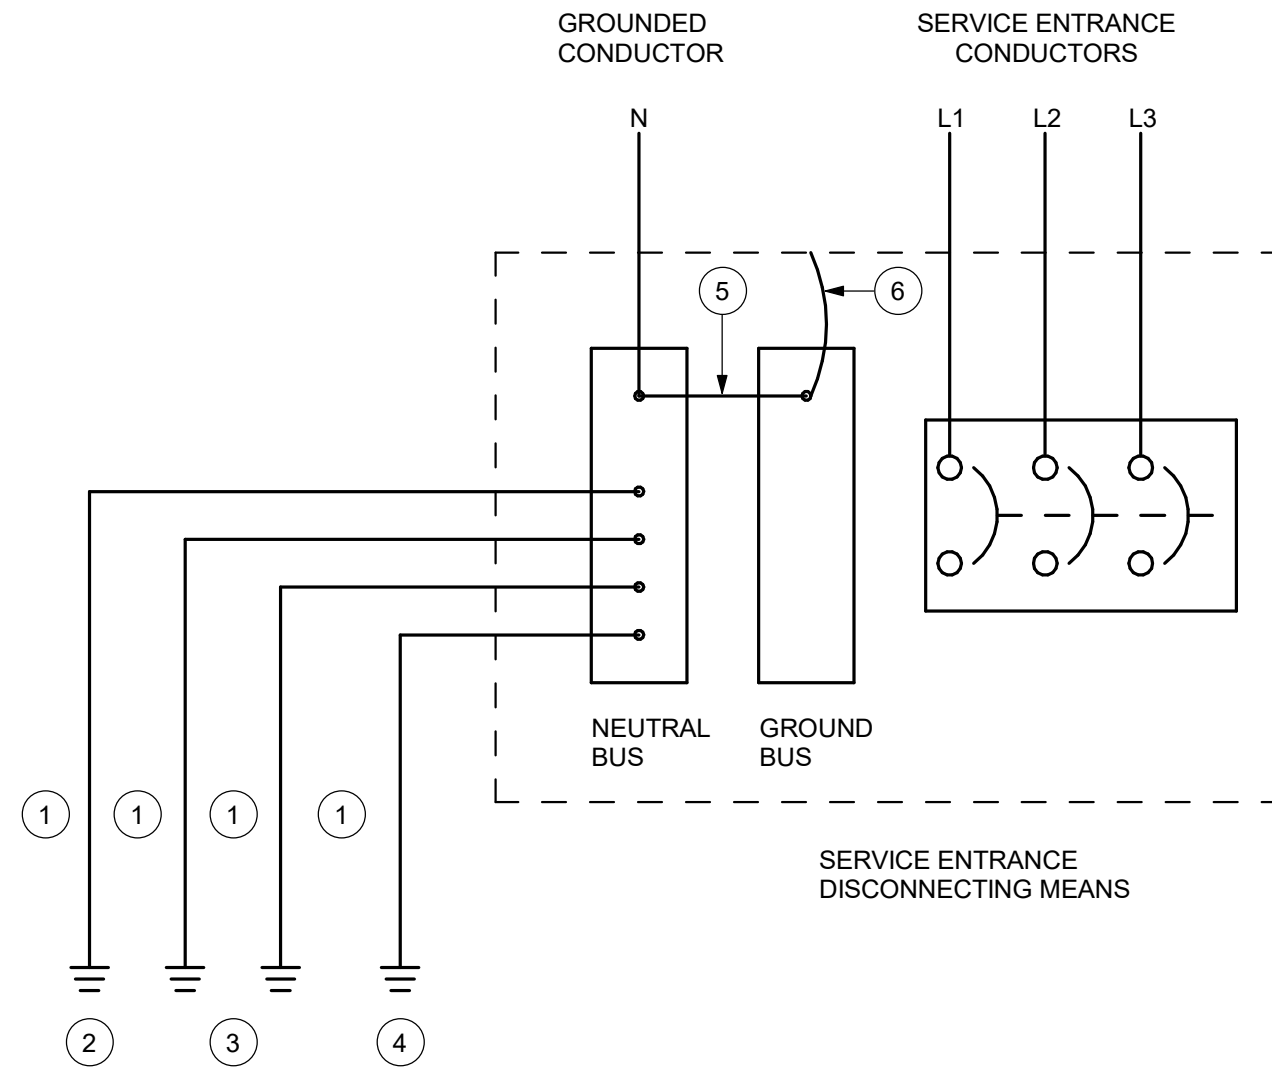 GROUNDED
CONDUCTOR
SERVICE ENTRANCE
CONDUCTORS
N
L1
L2
L3
5
6
NEUTRAL
BUS
GROUND
BUS
1
1
1
1
SERVICE ENTRANCE
DISCONNECTING MEANS
2
3
4